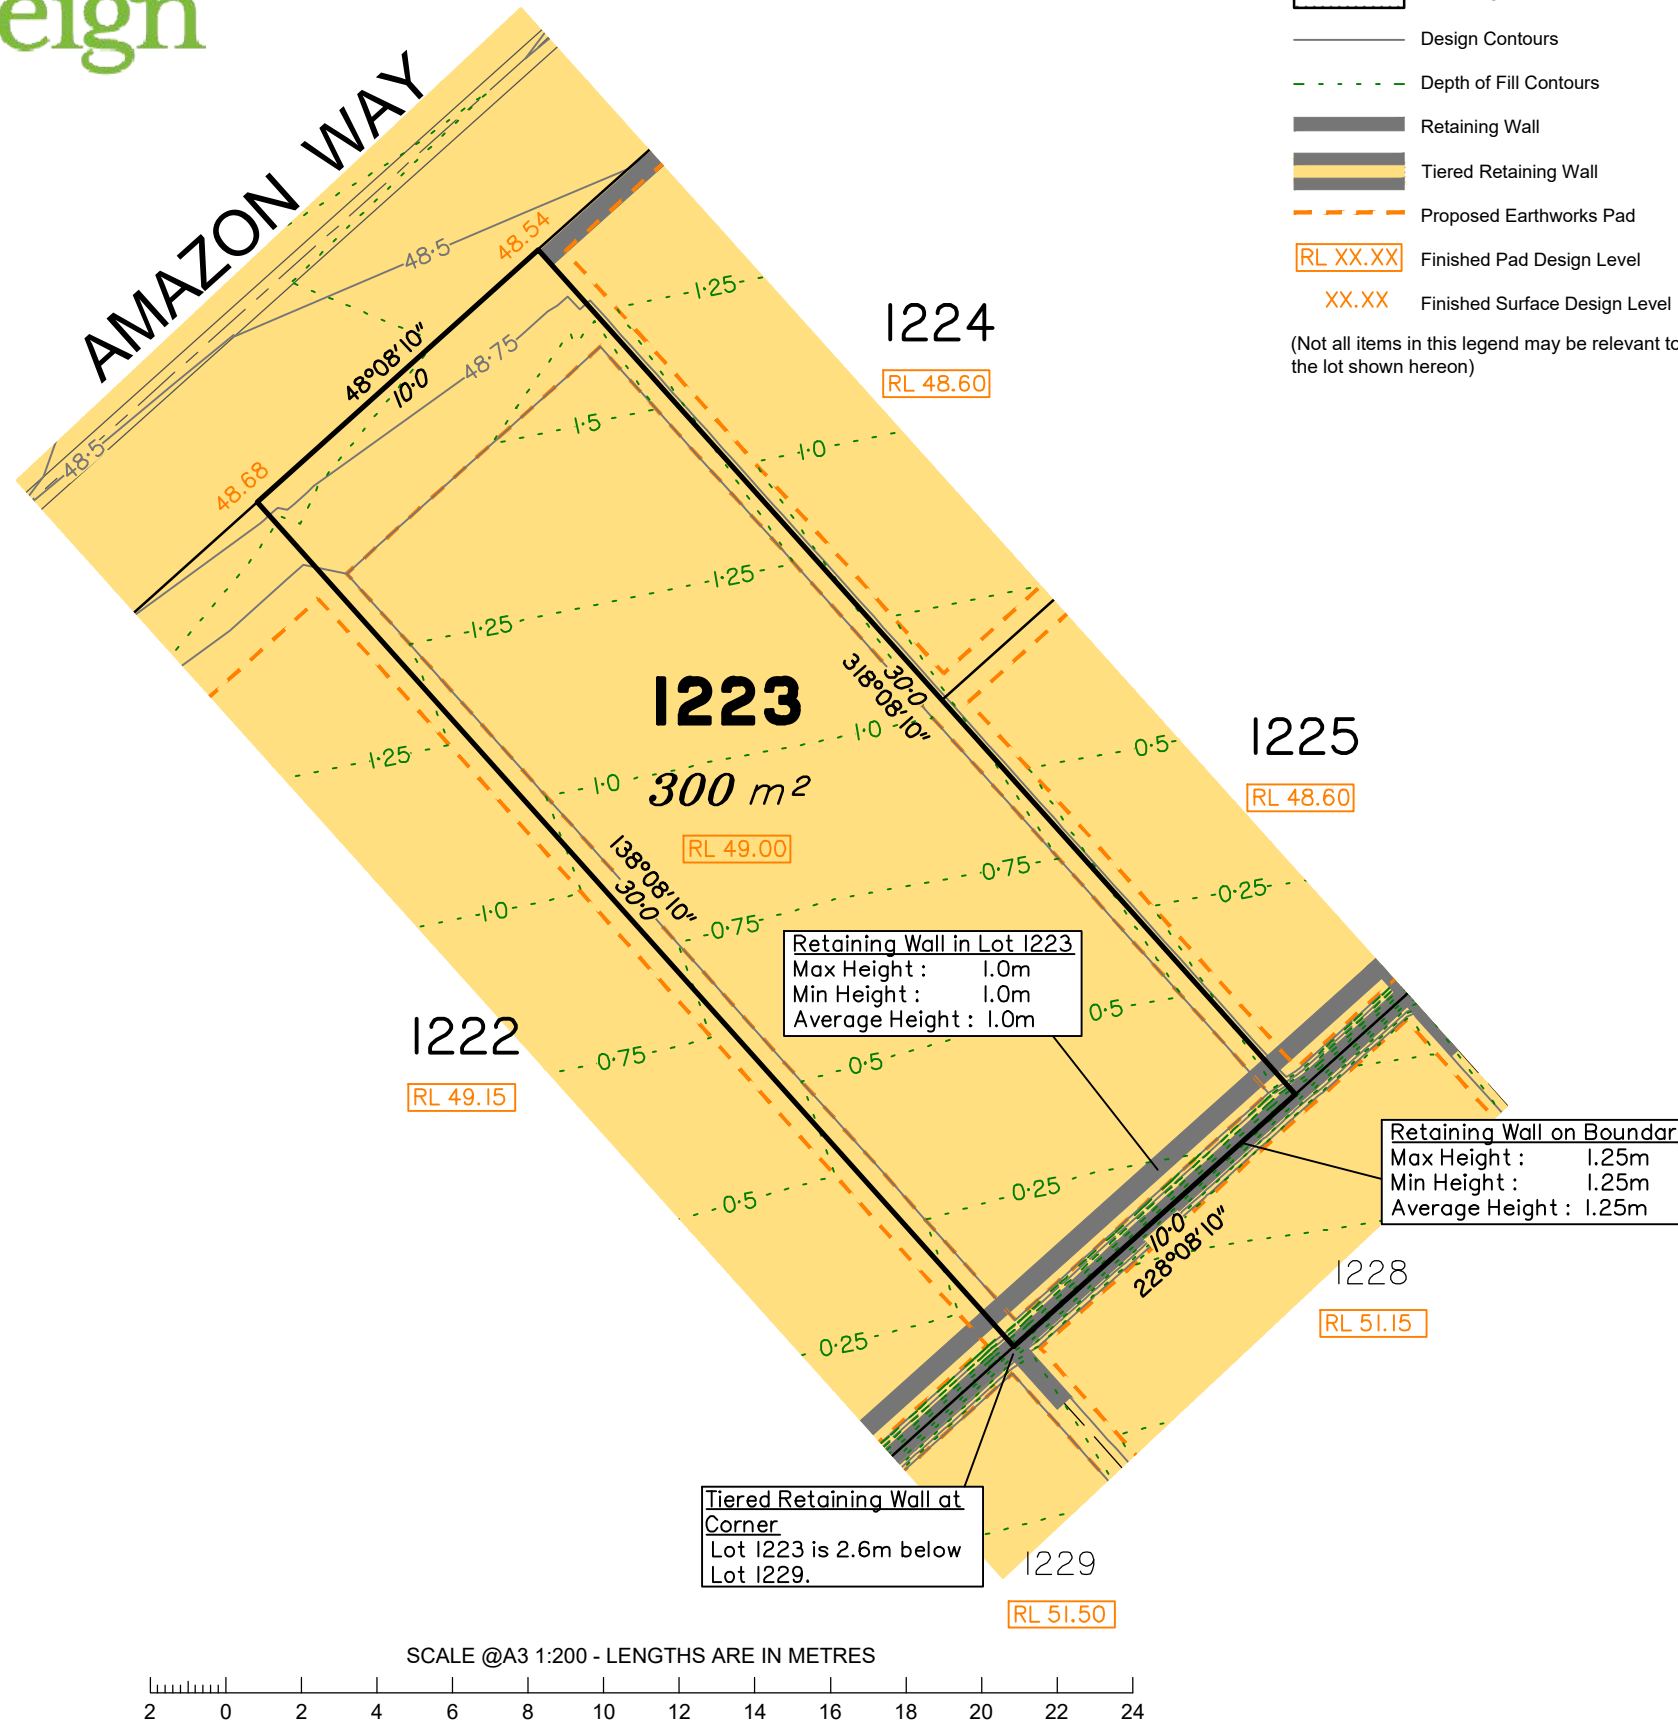 eign
Design Contours
Depth of Fill Contours
Retaining Wall
Tiered Retaining Wall
Proposed Earthworks Pad
RL XX.XX Finished Pad Design Level
XX.XX Finished Surface Design Level
(Not all items in this legend may be relevant to
the lot shown hereon)
AMAZON WAY
48.54
48·5
48·5
48.68
48°08'10"
10·0
48·75
1·25
1224
RL 48.60
1·5
1·0
1·25
1·25
1223
300 m²
RL 49.00
30·0
318°08'10"
1·0
1·0
1·25
1225
RL 48.60
0·5
138°08'10"
30·0
0·75
0·75
0·25
1·0
1222
RL 49.15
0·75
Retaining Wall in Lot 1223
Max Height : 1.0m
Min Height : 1.0m
Average Height : 1.0m
0·5
0·5
0·5
0·25
0·25
10·0
228°08'10"
Retaining Wall on Boundar
Max Height : 1.25m
Min Height : 1.25m
Average Height : 1.25m
1228
RL 51.15
Tiered Retaining Wall at
Corner
Lot 1223 is 2.6m below
Lot 1229.
1229
RL 51.50
SCALE @A3 1:200 - LENGTHS ARE IN METRES
2 0 2 4 6 8 10 12 14 16 18 20 22 24